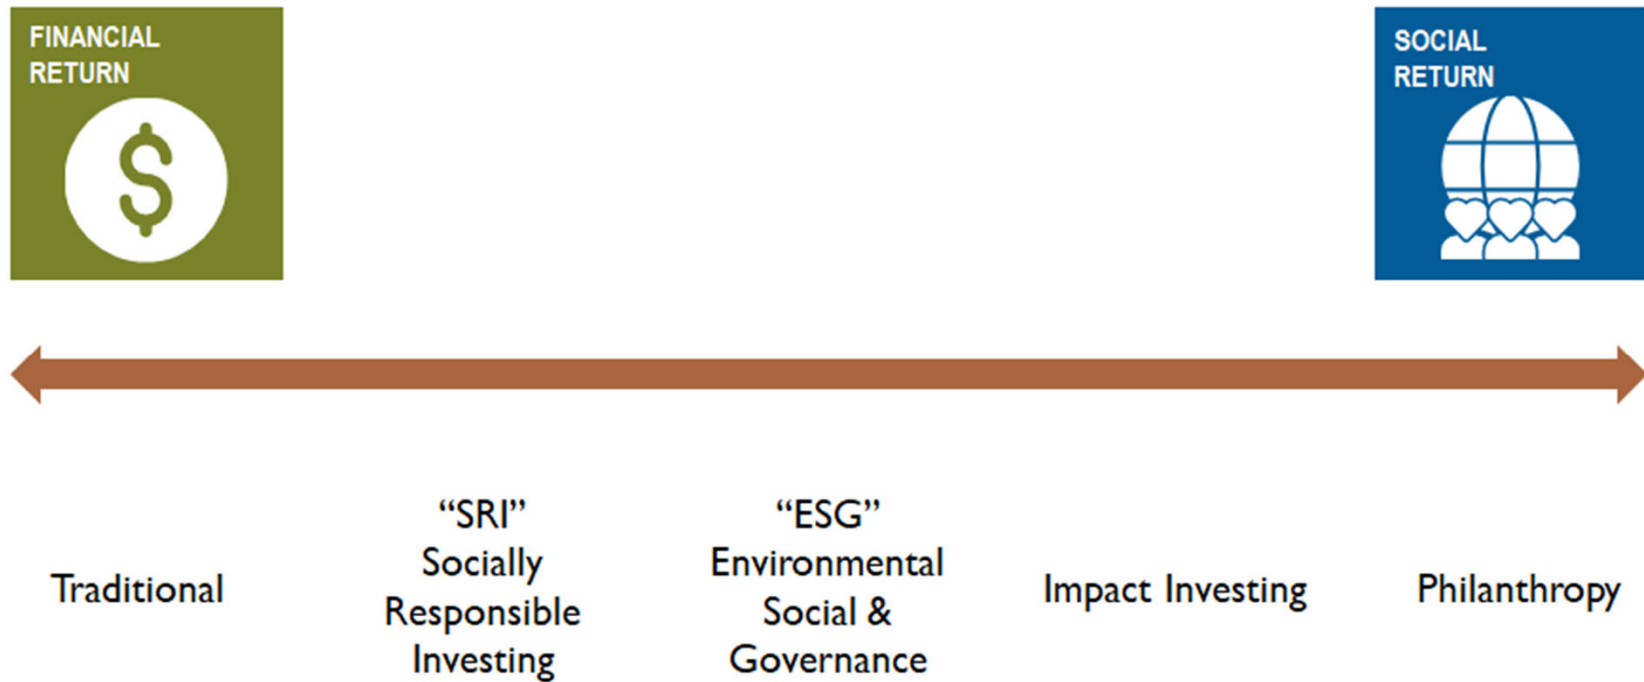 FINANCIAL
RETURN
SOCIAL
RETURN
Traditional
“SRI”
Socially
Responsible
Investing
“ESG”
Environmental
Social &
Governance
Impact Investing
Philanthropy